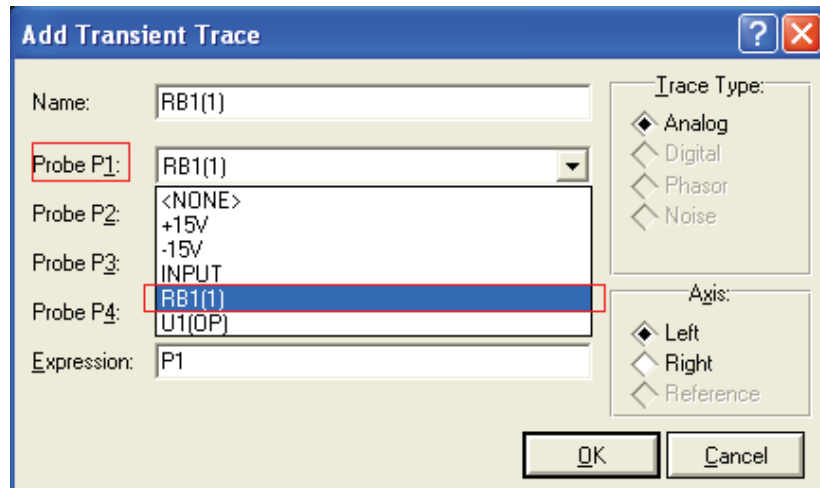 Add Transient Trace
Name:
RB1(1)
Probe P1:
RB1(1)
<NONE>
+15V
-15V
INPUT
RB1(1)
U1(OP)
Probe P2:
Probe P3:
Probe P4:
Expression:
P1
Trace Type:
Analog
Digital
Phasor
Noise
Axis:
Left
Right
Reference
OK
Cancel